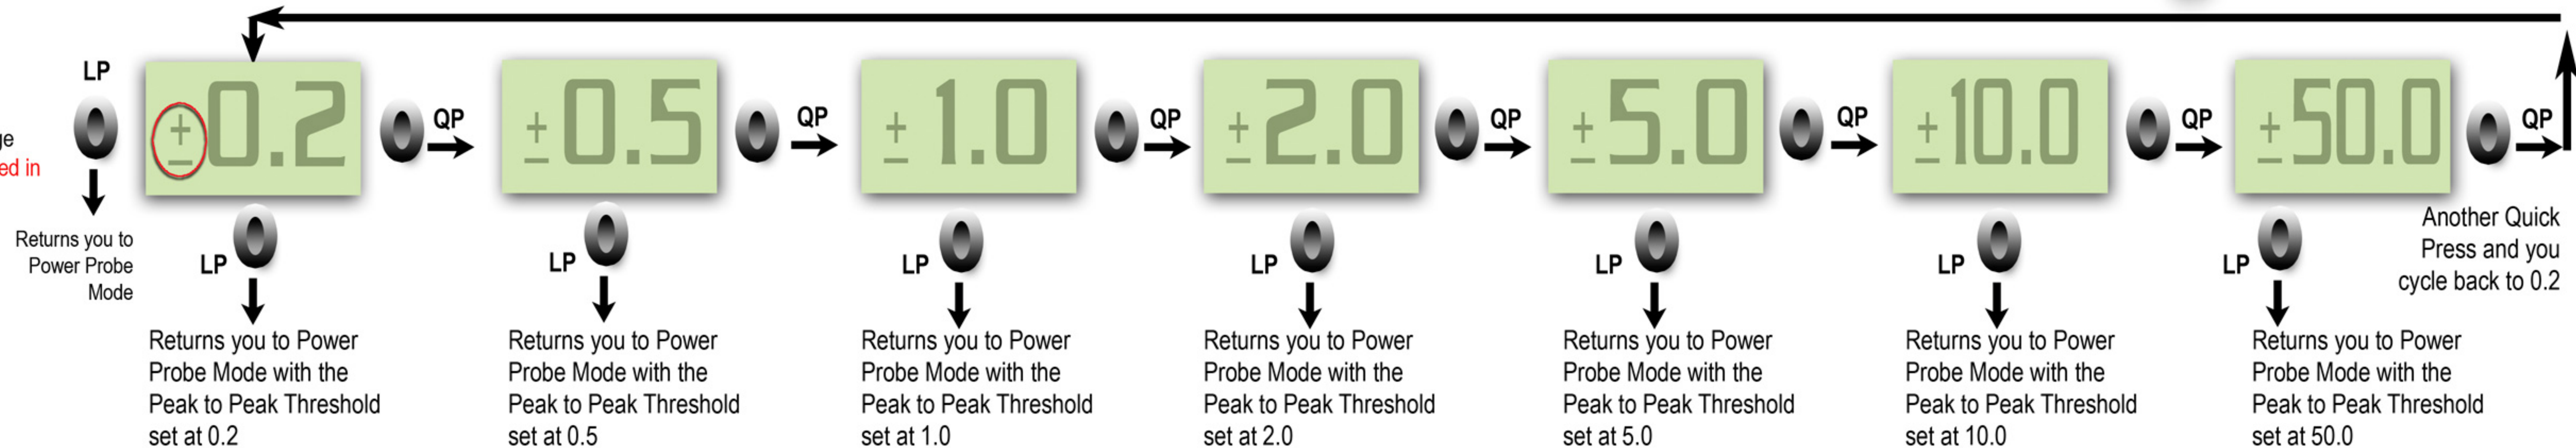 LP
ed in
Returns you to
Power Probe
Mode
±0.2
QP
LP
Returns you to Power
Probe Mode with the
Peak to Peak Threshold
set at 0.2
±0.5
QP
LP
Returns you to Power
Probe Mode with the
Peak to Peak Threshold
set at 0.5
±1.0
QP
LP
Returns you to Power
Probe Mode with the
Peak to Peak Threshold
set at 1.0
±2.0
QP
LP
Returns you to Power
Probe Mode with the
Peak to Peak Threshold
set at 2.0
±5.0
QP
LP
Returns you to Power
Probe Mode with the
Peak to Peak Threshold
set at 5.0
±10.0
QP
LP
Returns you to Power
Probe Mode with the
Peak to Peak Threshold
set at 10.0
±50.0
QP
LP
Returns you to Power
Probe Mode with the
Peak to Peak Threshold
set at 50.0
Another Quick
Press and you
cycle back to 0.2